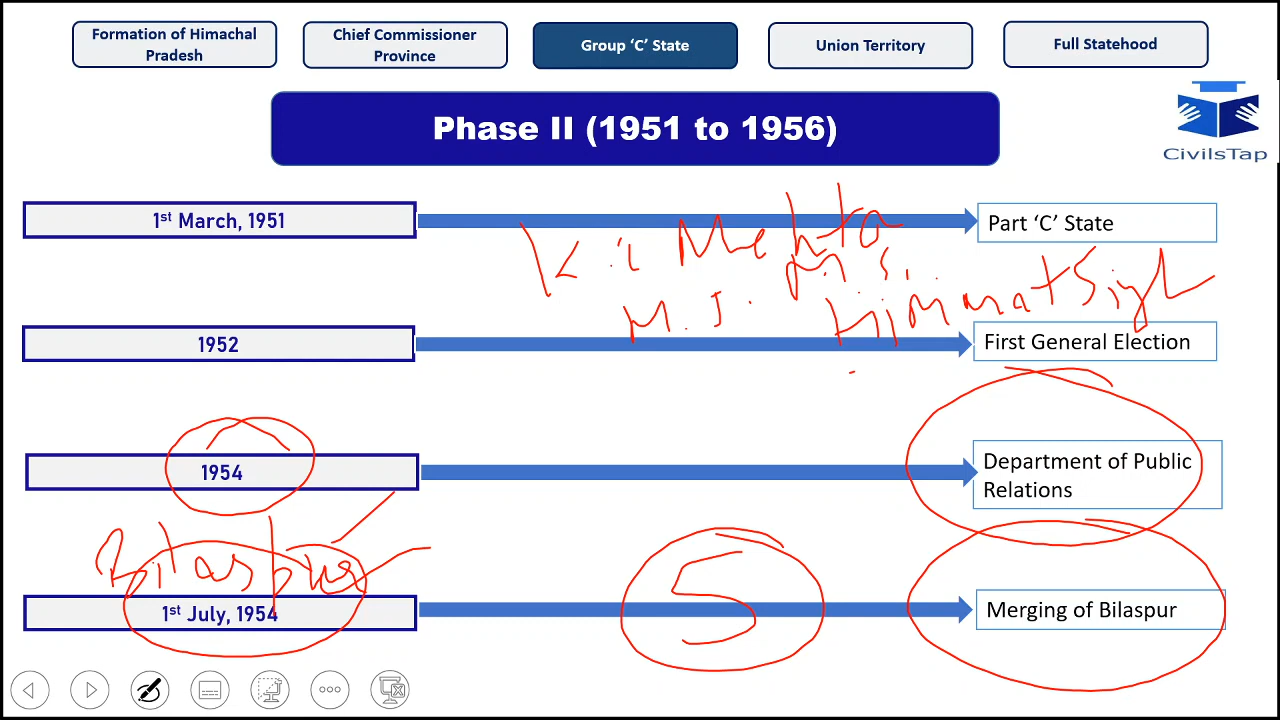 Formation of Himachal
Pradesh
Chief Commissioner
Province
Group ‘C’ State
Union Territory
Full Statehood
CivilsTap
Phase II (1951 to 1956)
1st March, 1951
Part ‘C’ State
Mehta
M.S.
HimmatSigh
1952
First General Election
1954
Department of Public
Relations
Bilaspur
5
1st July, 1954
Merging of Bilaspur